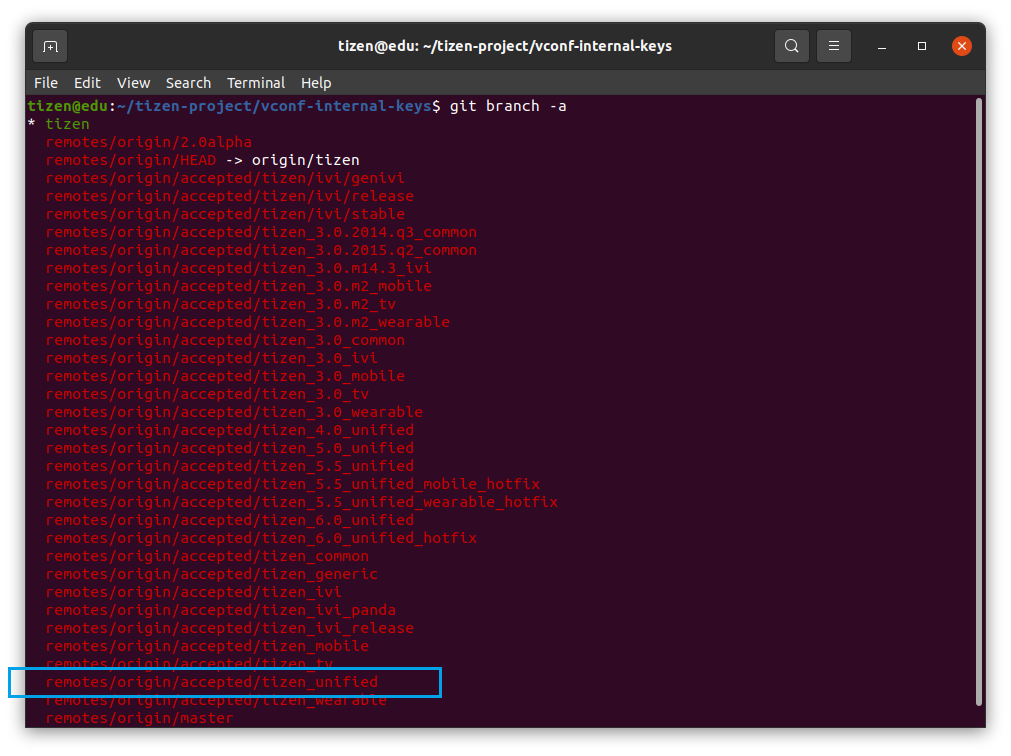 tizen@edu: ~/tizen-project/vconf-internal-keys
File Edit View Search Terminal Help
tizen@edu:~/tizen-project/vconf-internal-keys$ git branch -a
* tizen
remotes/origin/2.0alpha
remotes/origin/HEAD -> origin/tizen
remotes/origin/accepted/tizen/ivi/genivi
remotes/origin/accepted/tizen/ivi/release
remotes/origin/accepted/tizen/ivi/stable
remotes/origin/accepted/tizen_3.0.2014.q3_common
remotes/origin/accepted/tizen_3.0.2015.q2_common
remotes/origin/accepted/tizen_3.0.m14.3_ivi
remotes/origin/accepted/tizen_3.0.m2_mobile
remotes/origin/accepted/tizen_3.0.m2_tv
remotes/origin/accepted/tizen_3.0.m2_wearable
remotes/origin/accepted/tizen_3.0_common
remotes/origin/accepted/tizen_3.0_ivi
remotes/origin/accepted/tizen_3.0_mobile
remotes/origin/accepted/tizen_3.0_tv
remotes/origin/accepted/tizen_3.0_wearable
remotes/origin/accepted/tizen_4.0_unified
remotes/origin/accepted/tizen_5.0_unified
remotes/origin/accepted/tizen_5.5_unified
remotes/origin/accepted/tizen_5.5_unified_mobile_hotfix
remotes/origin/accepted/tizen_5.5_unified_wearable_hotfix
remotes/origin/accepted/tizen_6.0_unified
remotes/origin/accepted/tizen_6.0_unified_hotfix
remotes/origin/accepted/tizen_common
remotes/origin/accepted/tizen_generic
remotes/origin/accepted/tizen_ivi
remotes/origin/accepted/tizen_ivi_panda
remotes/origin/accepted/tizen_ivi_release
remotes/origin/accepted/tizen_mobile
remotes/origin/accepted/tizen_tv
remotes/origin/accepted/tizen_unified
remotes/origin/accepted/tizen_wearable
remotes/origin/master